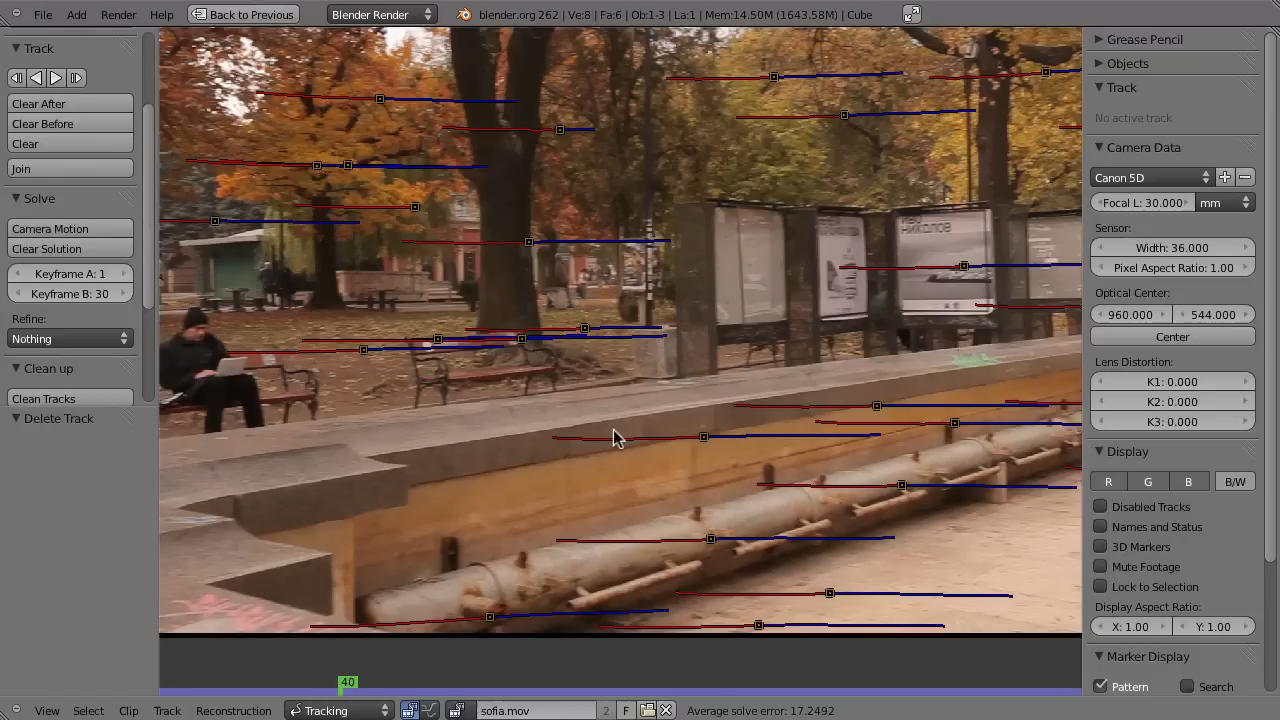 File Add Render Help Back to Previous Blender Render blender.org 262 | Ve:8 | Fa:6 | Ob:1-3 | La:1 | Mem:14.50M (1643.58M) | Cube
Track
Clear After
Clear Before
Clear
Join
Solve
Camera Motion
Clear Solution
Keyframe A: 1
Keyframe B: 30
Refine:
Nothing
Clean up
Clean Tracks
Delete Track
НИКОЛОВ
Grease Pencil
Objects
Track
No active track
Camera Data
Canon 5D
Focal L: 30.000 mm
Sensor:
Width: 36.000
Pixel Aspect Ratio: 1.00
Optical Center:
960.000 544.000
Center
Lens Distortion:
K1: 0.000
K2: 0.000
K3: 0.000
Display
R G B B/W
Disabled Tracks
Names and Status
3D Markers
Mute Footage
Lock to Selection
Display Aspect Ratio:
X: 1.00 Y: 1.00
Marker Display
Pattern Search
40
View Select Clip Track Reconstruction Tracking sofia.mov 2 F Average solve error: 17.2492